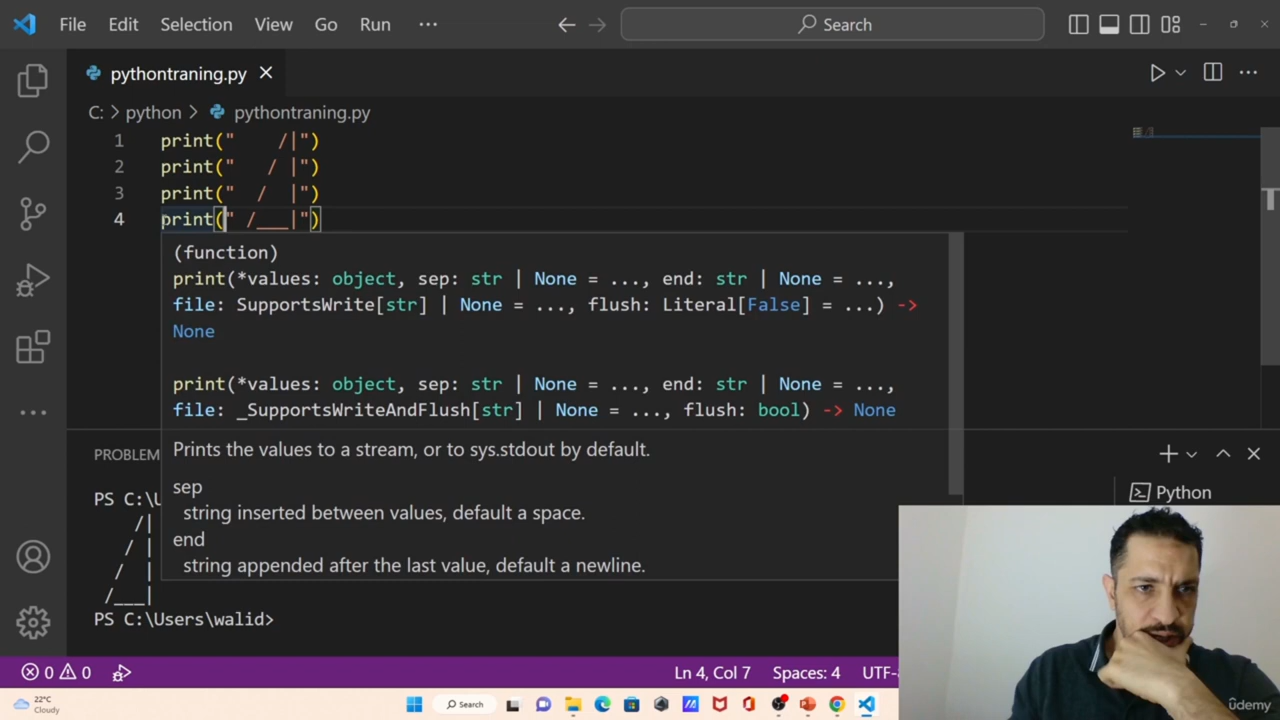 File Edit Selection View Go Run ··· Search
pythontraning.py
C: > python > pythontraning.py
1 print("    /|")
2 print("   / |")
3 print("  /  |")
4 print(" /___|")
(function)
print(*values: object, sep: str | None = ..., end: str | None = ...,
file: SupportsWrite[str] | None = ..., flush: Literal[False] = ...) ->
None
print(*values: object, sep: str | None = ..., end: str | None = ...,
file: _SupportsWriteAndFlush[str] | None = ..., flush: bool) -> None
Prints the values to a stream, or to sys.stdout by default.
sep
string inserted between values, default a space.
end
string appended after the last value, default a newline.
PROBLEM
Python
PS C:\U
    /|
   / |
  /  |
 /___|
PS C:\Users\walid>
0 0 Ln 4, Col 7 Spaces: 4 UTF-
22°C
Cloudy
Search
ûdemy